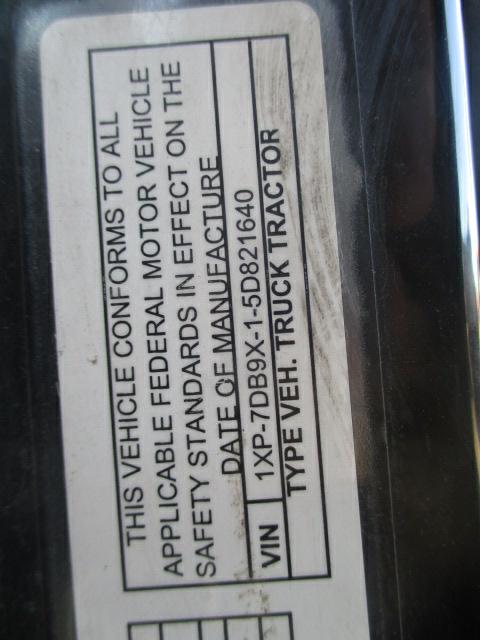 THIS VEHICLE CONFORMS TO ALL
APPLICABLE FEDERAL MOTOR VEHICLE
SAFETY STANDARDS IN EFFECT ON THE
DATE OF MANUFACTURE
VIN 1XP-7DB9X-1-5D821640
TYPE VEH. TRUCK TRACTOR